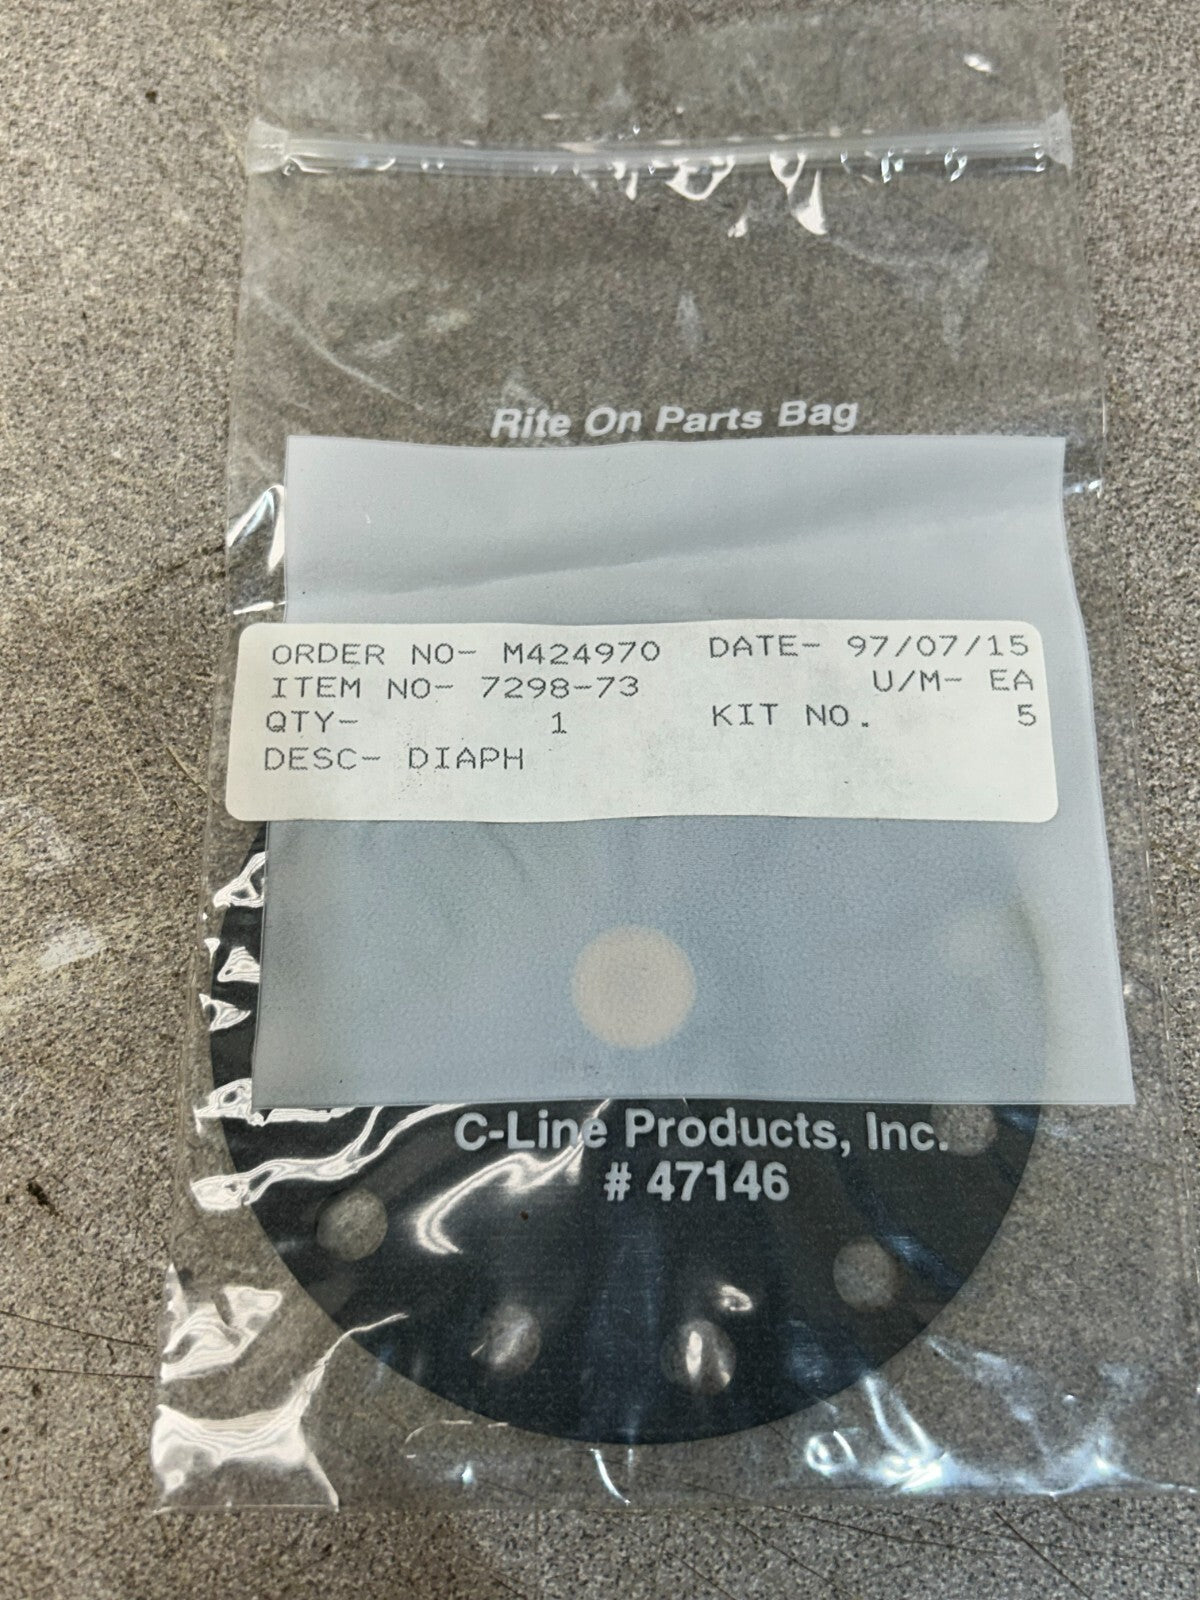 Rite On Parts Bag
ORDER NO- M424970 DATE- 97/07/15
ITEM NO- 7298-73 U/M- EA
QTY- 1 KIT NO. 5
DESC- DIAPH
C-Line Products, Inc.
# 47146